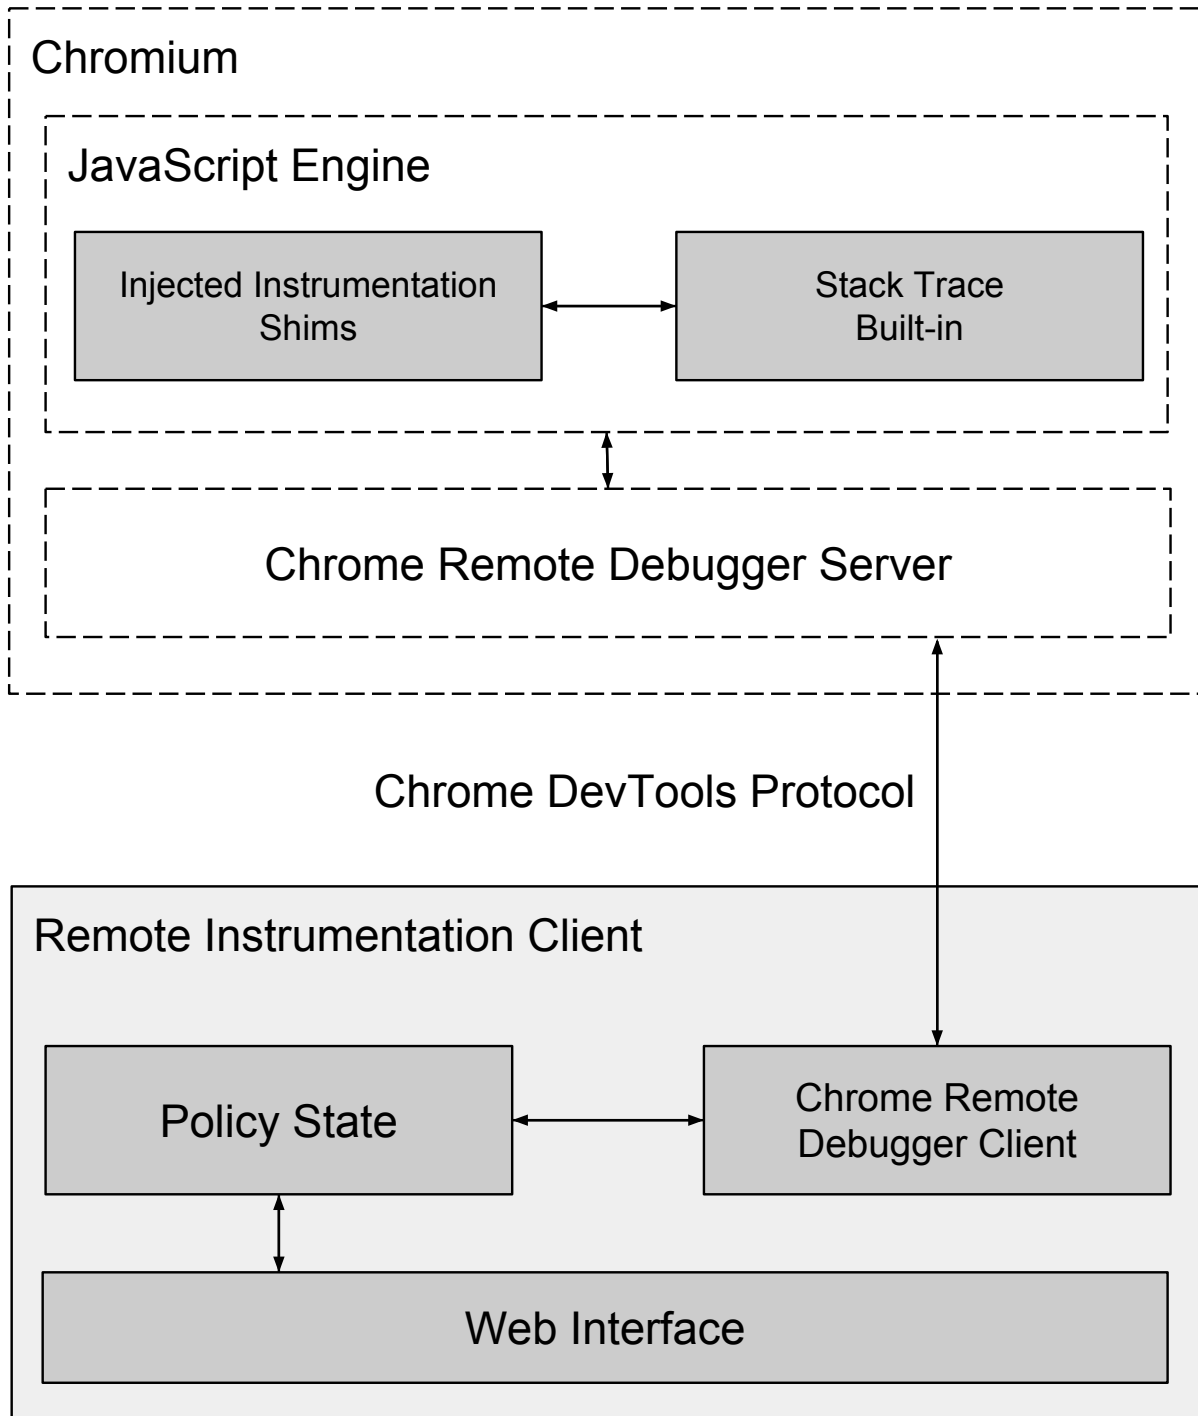 Chromium
JavaScript Engine
Injected Instrumentation
Shims
Stack Trace
Built-in
Chrome Remote Debugger Server
Chrome DevTools Protocol
Remote Instrumentation Client
Policy State
Chrome Remote
Debugger Client
Web Interface